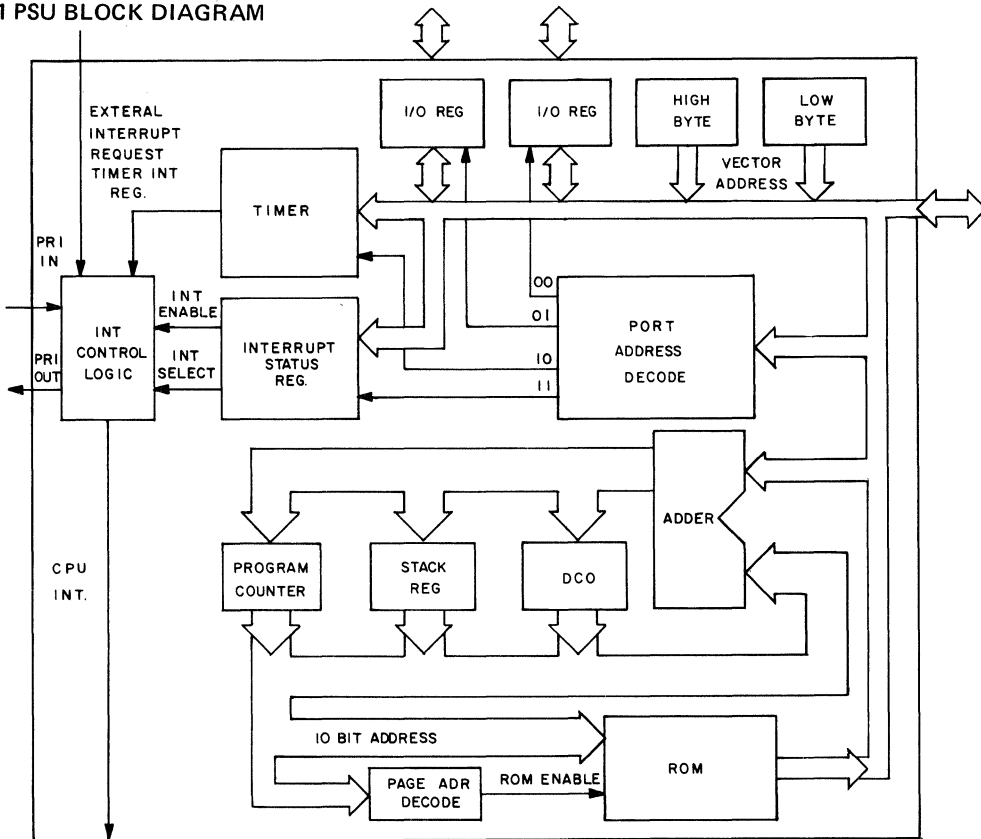 1 PSU BLOCK DIAGRAM
EXTERAL
INTERRUPT
REQUEST
TIMER INT
REG.
I/O REG
I/O REG
HIGH
BYTE
LOW
BYTE
VECTOR
ADDRESS
TIMER
PRI
IN
INT
CONTROL
LOGIC
PRI
OUT
INT
ENABLE
INT
SELECT
INTERRUPT
STATUS
REG.
00
01
10
11
PORT
ADDRESS
DECODE
ADDER
PROGRAM
COUNTER
STACK
REG
DCO
CPU
INT.
10 BIT ADDRESS
PAGE ADR
DECODE
ROM ENABLE
ROM